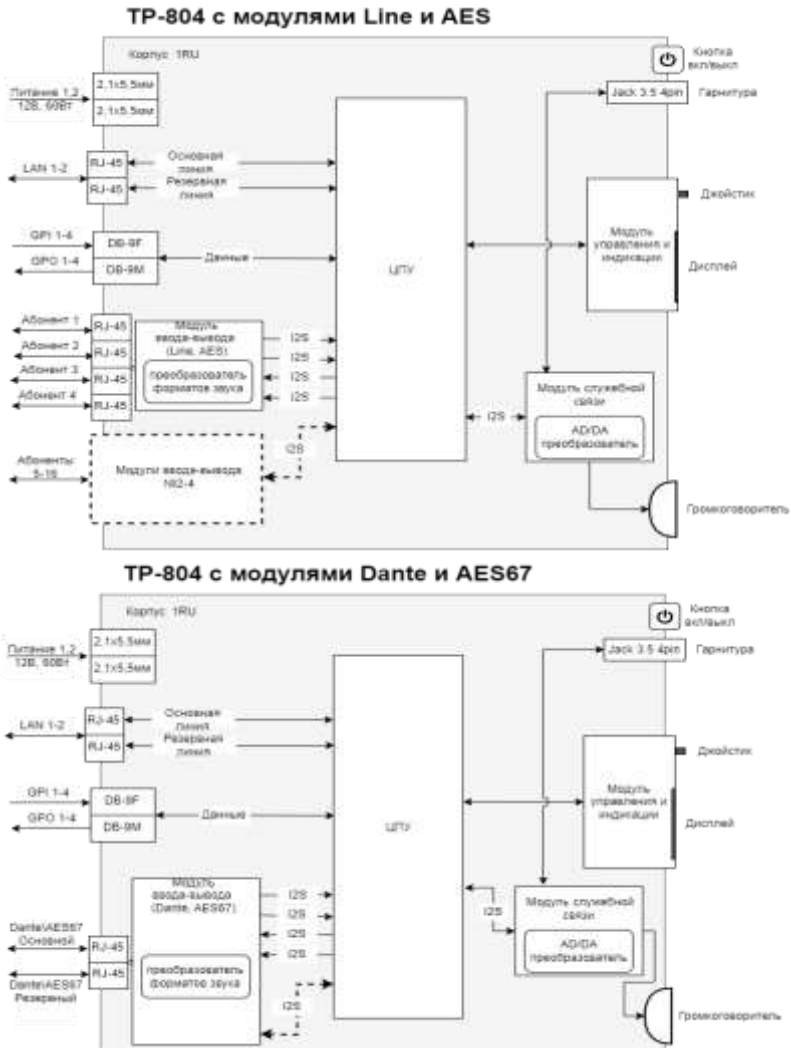 ТР-804 с модулями Line и AES
Корпус 1RU
Кнопка
вкл/выкл
Питание 1,2
12В, 60Вт
2.1x5.5мм
2.1x5.5мм
Jack 3.5 4pin
Гарнитура
LAN 1-2
RJ-45
RJ-45
Основная
линия
Резервная
линия
GPI 1-4
GPO 1-4
DB-9F
DB-9M
Данные
ЦПУ
Модуль
управления и
индикации
Джойстик
Дисплей
Абонент 1
Абонент 2
Абонент 3
Абонент 4
RJ-45
RJ-45
RJ-45
RJ-45
Модуль
ввода-вывода
(Line, AES)
преобразователь
форматов звука
I2S
I2S
I2S
I2S
Модуль служебной
связи
AD/DA
преобразователь
I2S
Абоненты
5-16
Модули ввода-вывода
№2-4
I2S
Громкоговоритель
ТР-804 с модулями Dante и AES67
Корпус 1RU
Кнопка
вкл/выкл
Питание 1,2
12В, 60Вт
2.1x5.5мм
2.1x5.5мм
Jack 3.5 4pin
Гарнитура
LAN 1-2
RJ-45
RJ-45
Основная
линия
Резервная
линия
GPI 1-4
GPO 1-4
DB-9F
DB-9M
Данные
ЦПУ
Модуль
управления и
индикации
Джойстик
Дисплей
Модуль
ввода-вывода
(Dante, AES67)
преобразователь
форматов звука
I2S
I2S
I2S
I2S
I2S
Модуль служебной
связи
AD/DA
преобразователь
I2S
Dante\AES67
Основной
RJ-45
RJ-45
Dante\AES67
Резервный
Громкоговоритель